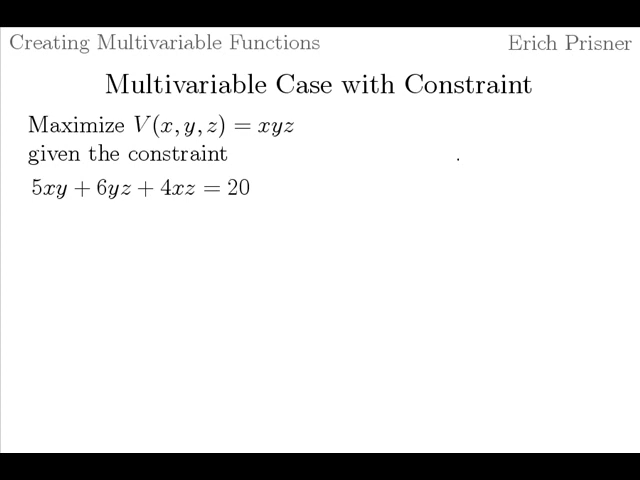 Creating Multivariable Functions Erich Prisner
Multivariable Case with Constraint
Maximize V(x, y, z) = xyz
given the constraint
5xy + 6yz + 4xz = 20